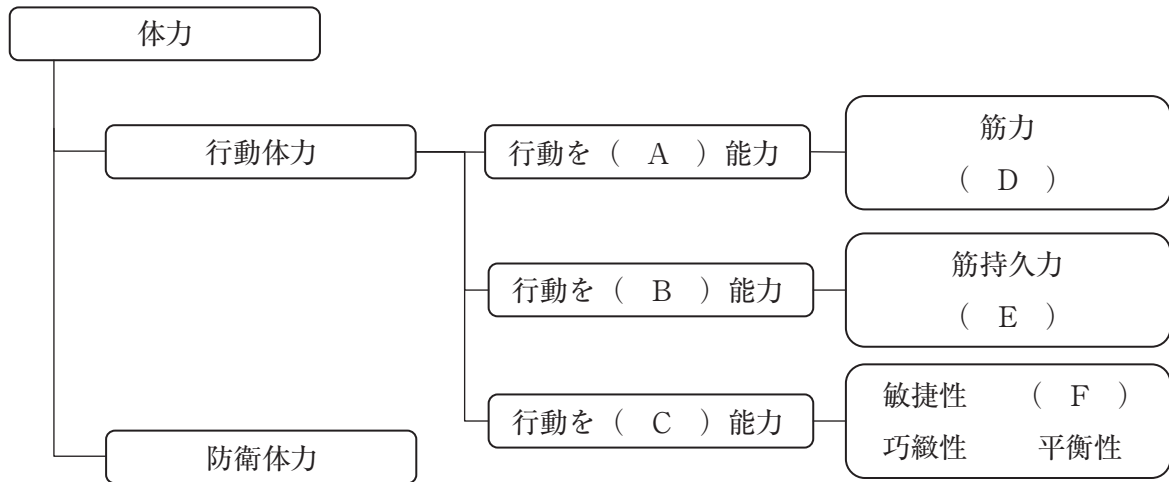 体力
行動体力
行動を（　A　）能力
筋力
（　D　）
行動を（　B　）能力
筋持久力
（　E　）
行動を（　C　）能力
敏捷性　（　F　）
巧緻性　平衡性
防衛体力